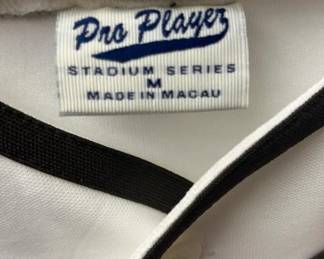 Pro Player
STADIUM SERIES
M
MADE IN MACAU